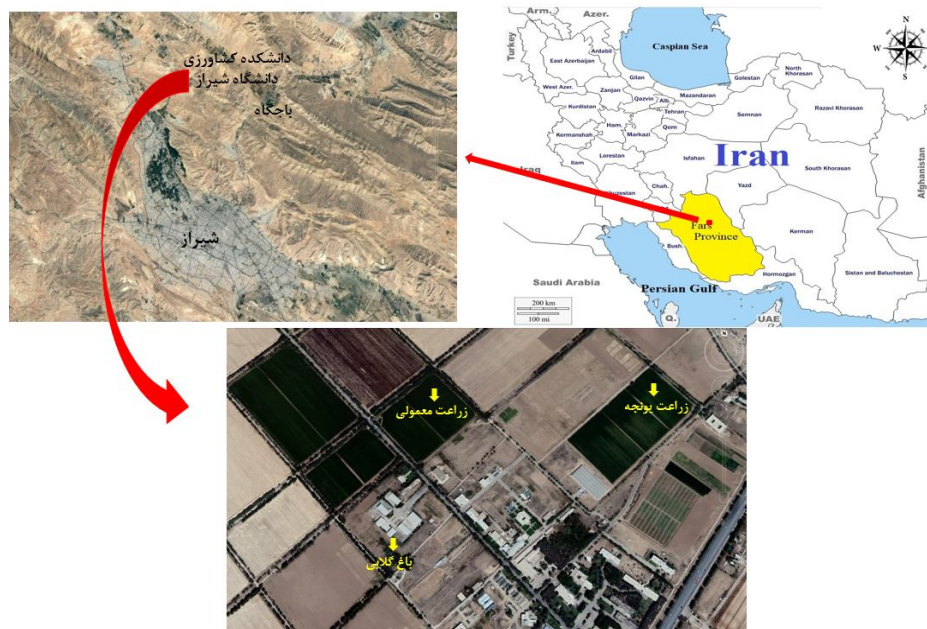 دانشکده کشاورزی
دانشگاه شیراز
باجگاه
شیراز
Arm.
Azer.
Turkey
Caspian Sea
N
W
E
S
Ardabil
East Azerbaijan
West Azer.
Gilan
Zanjan
Golestan
North
Khorasan
Mazandaran
Qazvin
Alb.
Tehran
Kurdistan
Semnan
Razavi Khorasan
Ham.
Markazi
Qom
Kermanshah
Lorestan
Ilam
Isfahan
Iran
South Khorasan
Afghanistan
Chah.
Yazd
Fars
Province
Kerman
Bush.
Hormozgan
Sistan and Baluchestan
Saudi Arabia
Persian Gulf
200 km
100 mi
Q.
UAE
زراعت معمولی
زراعت یونجه
باغ گلابی